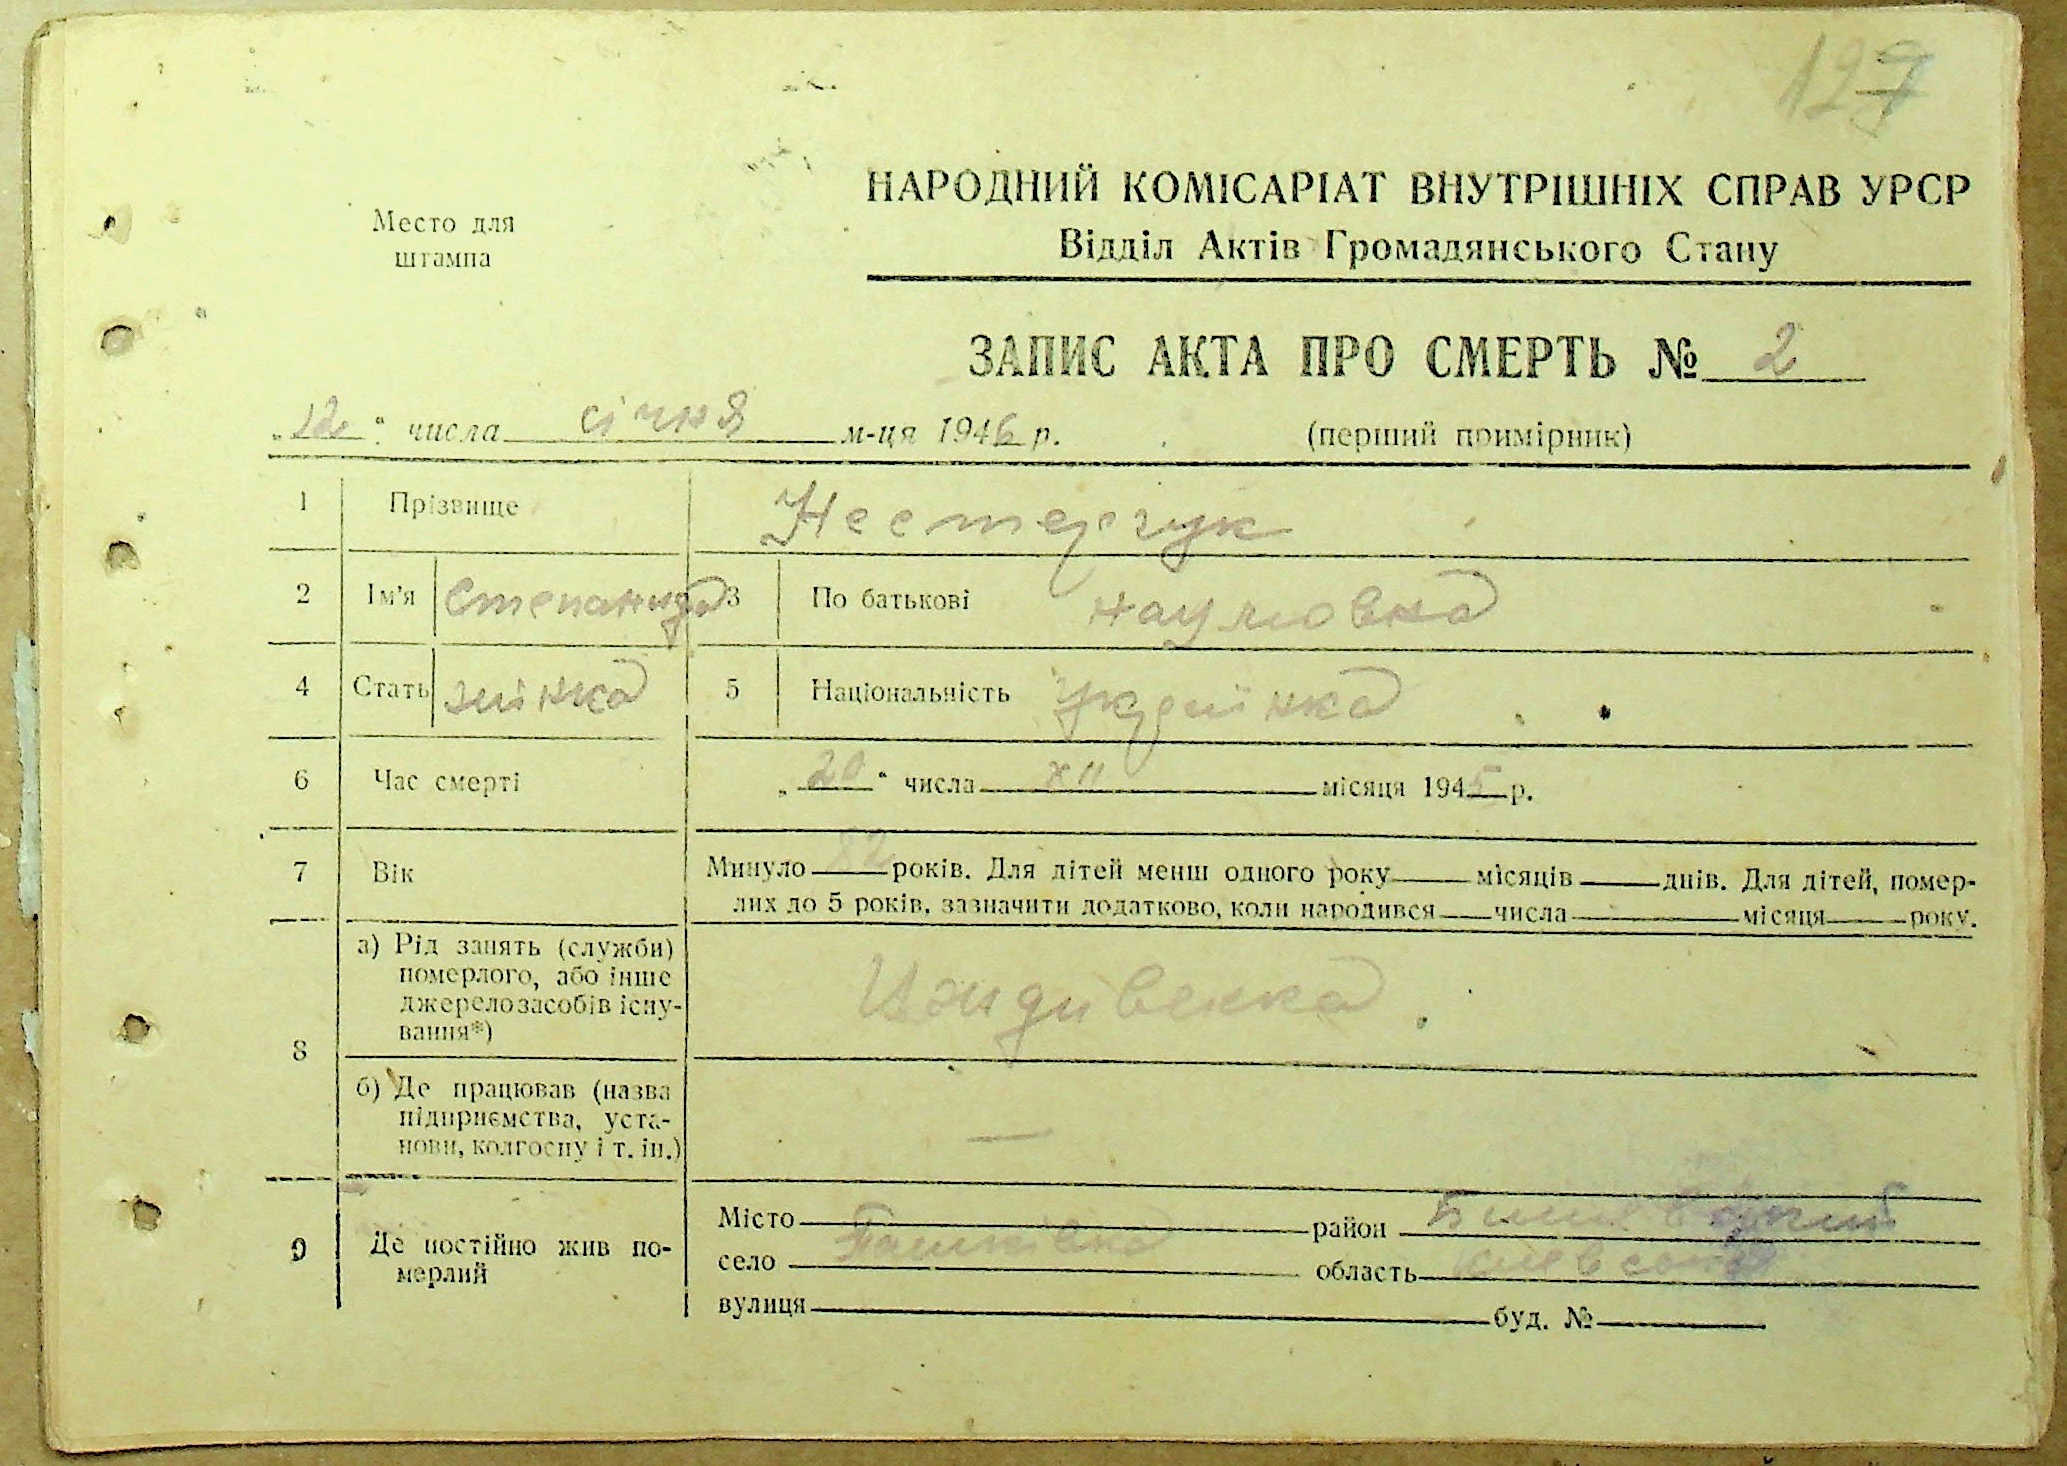 127
НАРОДНИЙ КОМІСАРІАТ ВНУТРІШНІХ СПРАВ УРСР
Место для
штампа
Відділ Актів Громадянського Стану
ЗАПИС АКТА ПРО СМЕРТЬ № 2
„12“ числа січня м-ця 1946 р. (перший примірник)
1 Прізвище Нестерчук
2 Ім'я Степанида 3 По батькові Наумовна
4 Стать жінка 5 Національність Українка
6 Час смерті „20“ числа XII місяця 1945 р.
7 Вік Минуло 82 років. Для дітей менш одного року місяців днів. Для дітей, помер-
лих до 5 років, зазначити додатково, коли народився числа місяця року.
8 а) Рід занять (служби)
померлого, або інше
джерело засобів існу-
вання*)
Иждивенка
б) Де працював (назва
підприємства, уста-
нови, колгоспу і т. ін.)
—
9 Де постійно жив по-
мерлий
Місто район
село Пашківка область Киевская
вулиця буд. №